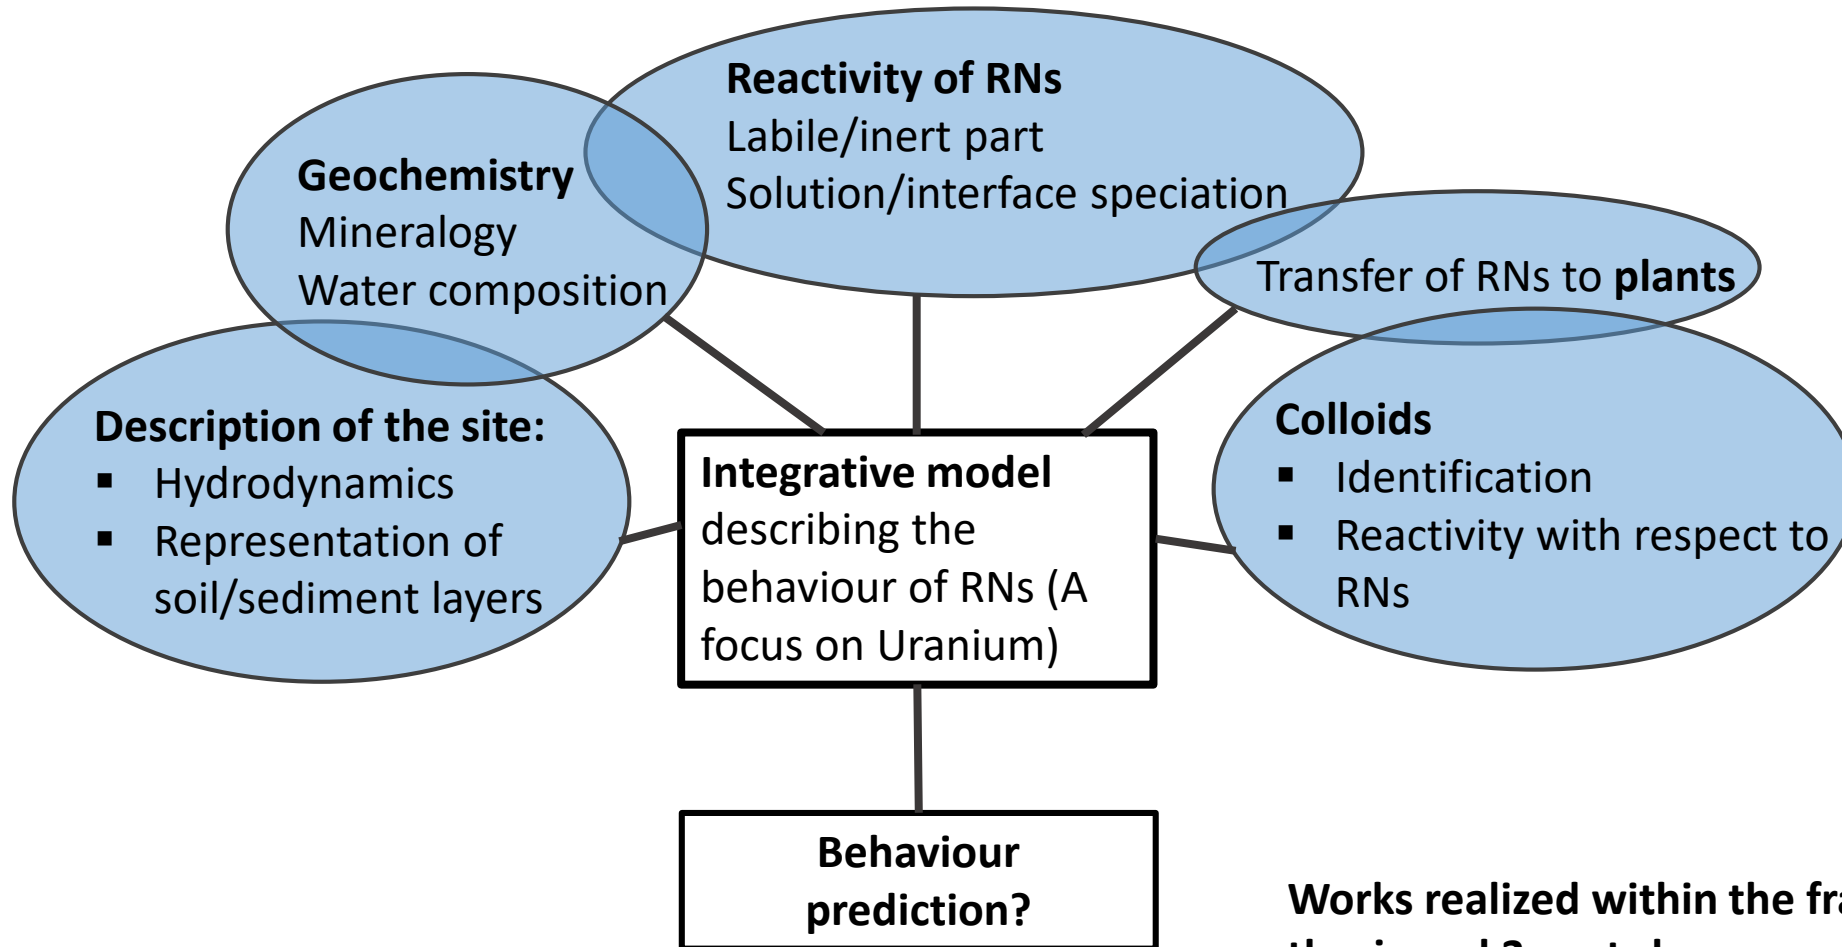 Reactivity of RNs
Labile/inert part
Solution/interface speciation
Geochemistry
Mineralogy
Water composition
Transfer of RNs to plants
Description of the site:
▪ Hydrodynamics
▪ Representation of
soil/sediment layers
Integrative model
describing the
behaviour of RNs (A
focus on Uranium)
Colloids
▪ Identification
▪ Reactivity with respect to
RNs
Behaviour
prediction?
Works realized within the